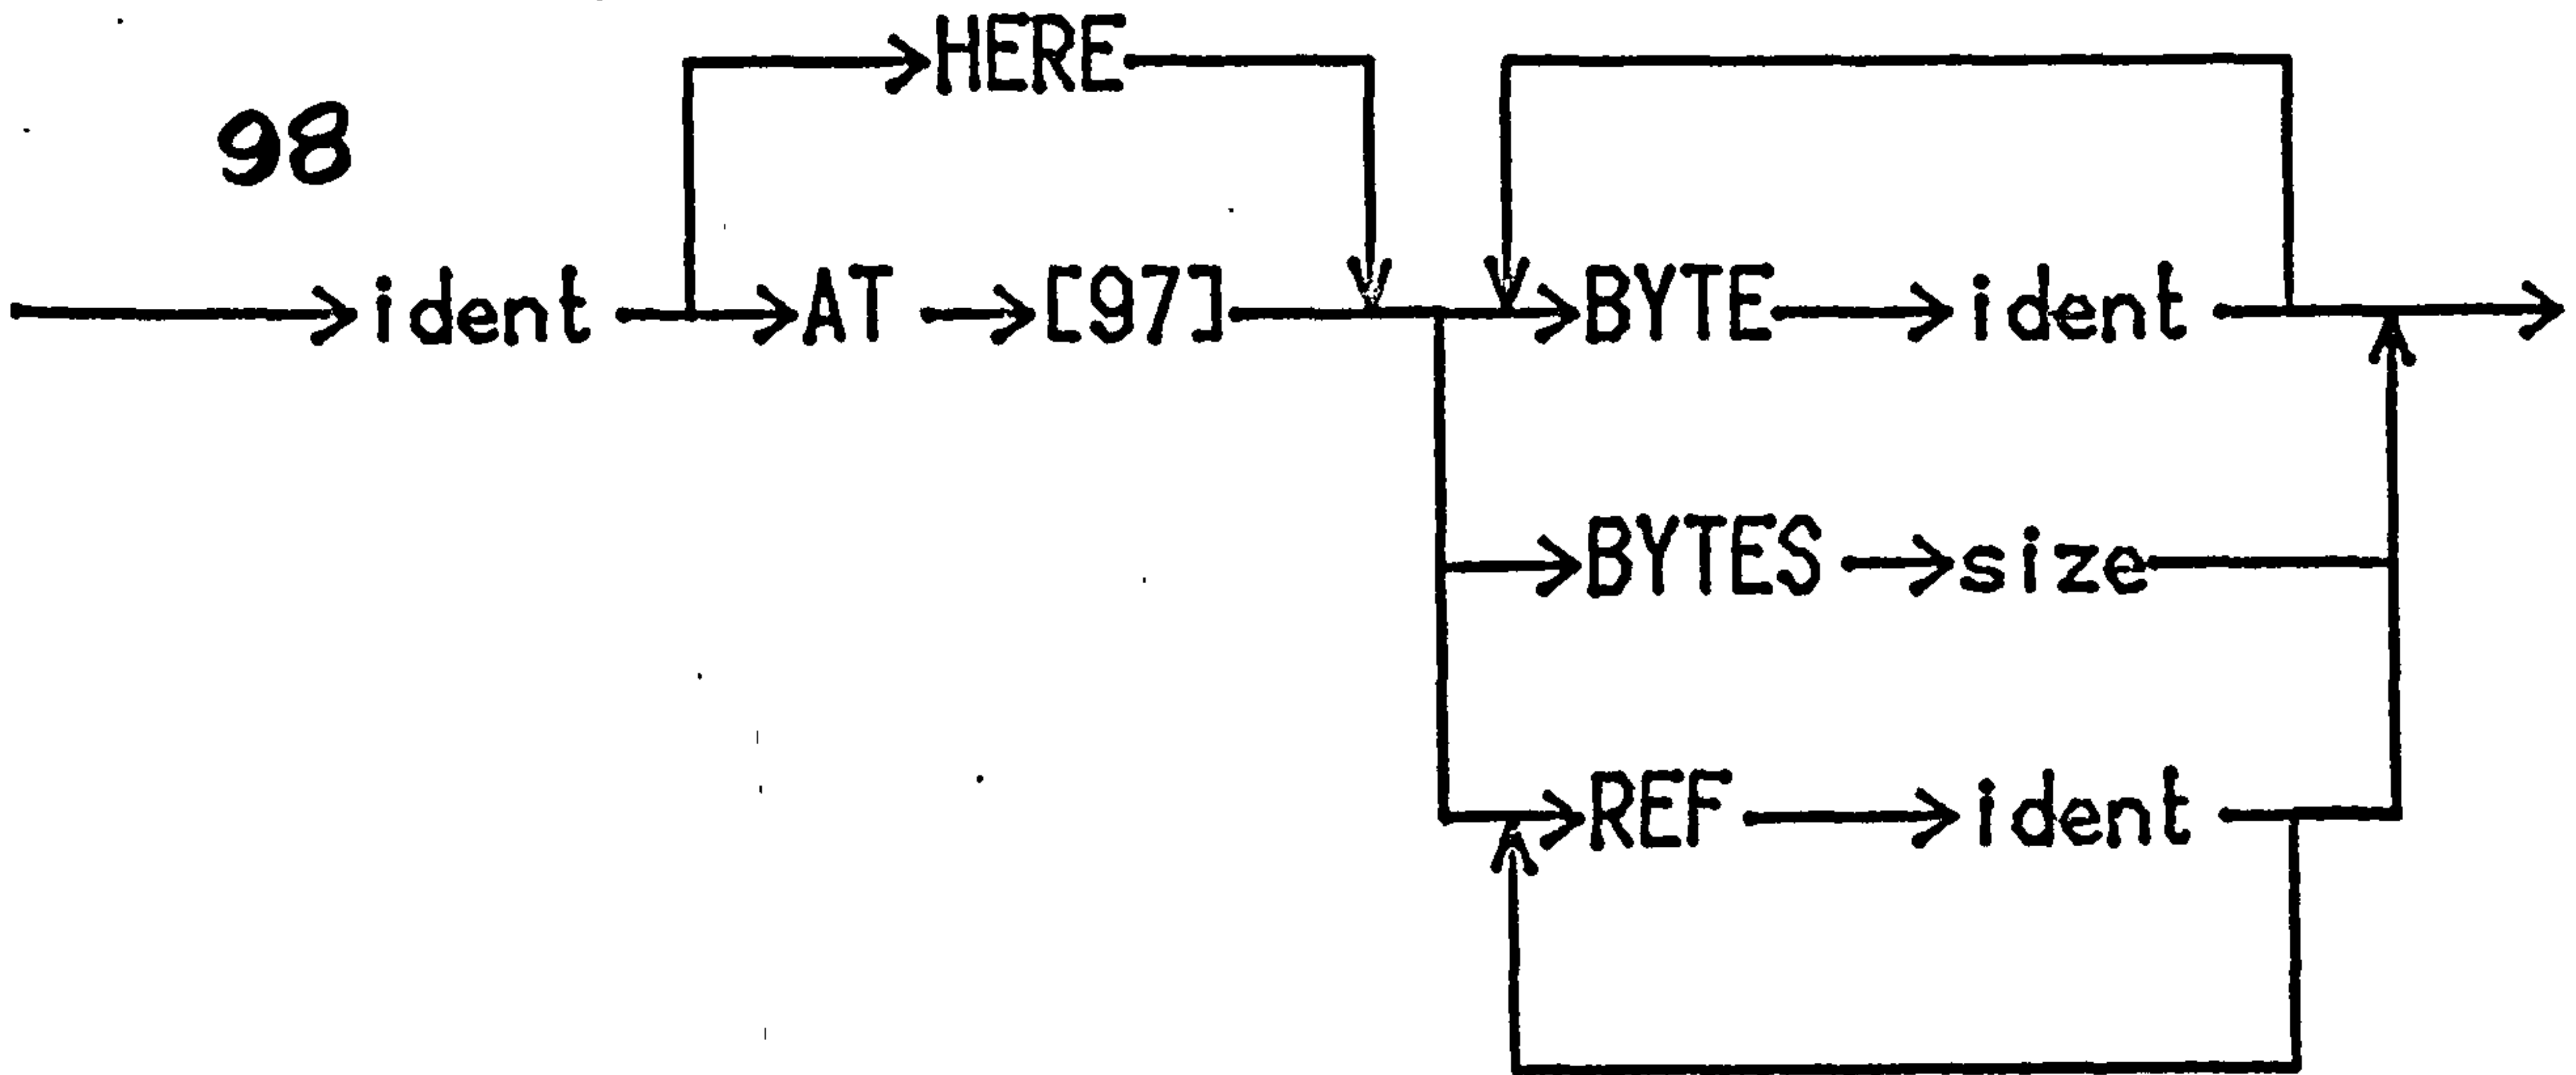 HERE
98
ident AT [97] BYTE ident
BYTES size
REF ident